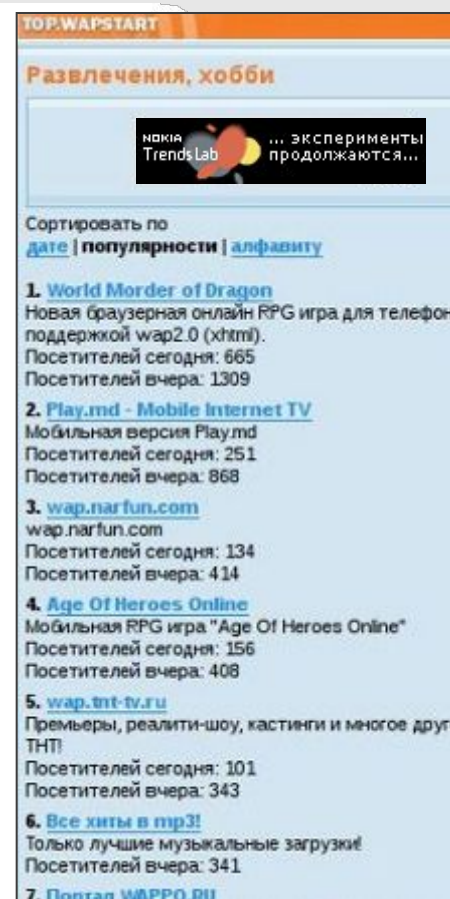 TOP.WAPSTART
Развлечения, хобби
NOKIA
Trends Lab
... эксперименты
продолжаются...
Сортировать по
дате | популярности | алфавиту
1. World Morder of Dragon
Новая браузерная онлайн RPG игра для телефон
поддержкой wap2.0 (xhtml).
Посетителей сегодня: 665
Посетителей вчера: 1309
2. Play.md - Mobile Internet TV
Мобильная версия Play.md
Посетителей сегодня: 251
Посетителей вчера: 868
3. wap.narfun.com
wap.narfun.com
Посетителей сегодня: 134
Посетителей вчера: 414
4. Age Of Heroes Online
Мобильная RPG игра "Age Of Heroes Online"
Посетителей сегодня: 156
Посетителей вчера: 408
5. wap.tnt-tv.ru
Премьеры, реалити-шоу, кастинги и многое друг
ТНТ!
Посетителей сегодня: 101
Посетителей вчера: 343
6. Все хиты в mp3!
Только лучшие музыкальные загрузки!
Посетителей вчера: 341
7. Портал WAPPO.RU